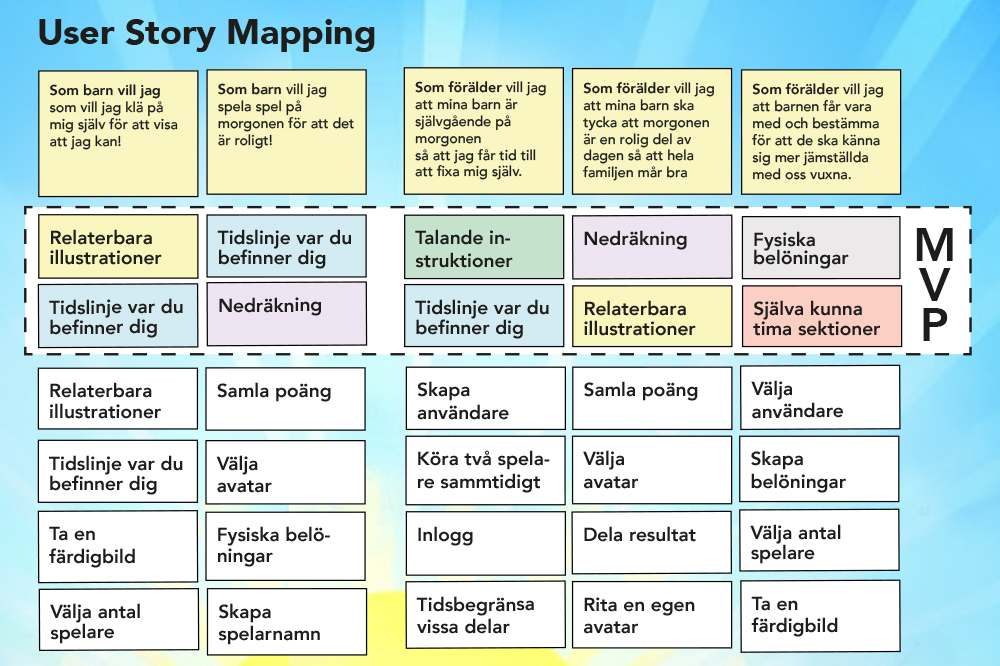 User Story Mapping
Som barn vill jag
som vill jag klä på
mig själv för att visa
att jag kan!
Som barn vill jag
spela spel på
morgonen för att det
är roligt!
Som förälder vill jag
att mina barn är
självgående på
morgonen
så att jag får tid till
att fixa mig själv.
Som förälder vill jag
att mina barn ska
tycka att morgonen
är en rolig del av
dagen så att hela
familjen mår bra
Som förälder vill jag
att barnen får vara
med och bestämma
för att de ska känna
sig mer jämställda
med oss vuxna.
Relaterbara
illustrationer
Tidslinje var du
befinner dig
Talande in-
struktioner
Nedräkning
Fysiska
belöningar
Tidslinje var du
befinner dig
Nedräkning
Tidslinje var du
befinner dig
Relaterbara
illustrationer
Själva kunna
tima sektioner
M
V
P
Relaterbara
illustrationer
Samla poäng
Skapa
användare
Samla poäng
Välja
användare
Tidslinje var du
befinner dig
Välja
avatar
Köra två spela-
re sammtidigt
Välja
avatar
Skapa
belöningar
Ta en
färdigbild
Fysiska belö-
ningar
Inlogg
Dela resultat
Välja antal
spelare
Välja antal
spelare
Skapa
spelarnamn
Tidsbegränsa
vissa delar
Rita en egen
avatar
Ta en
färdigbild